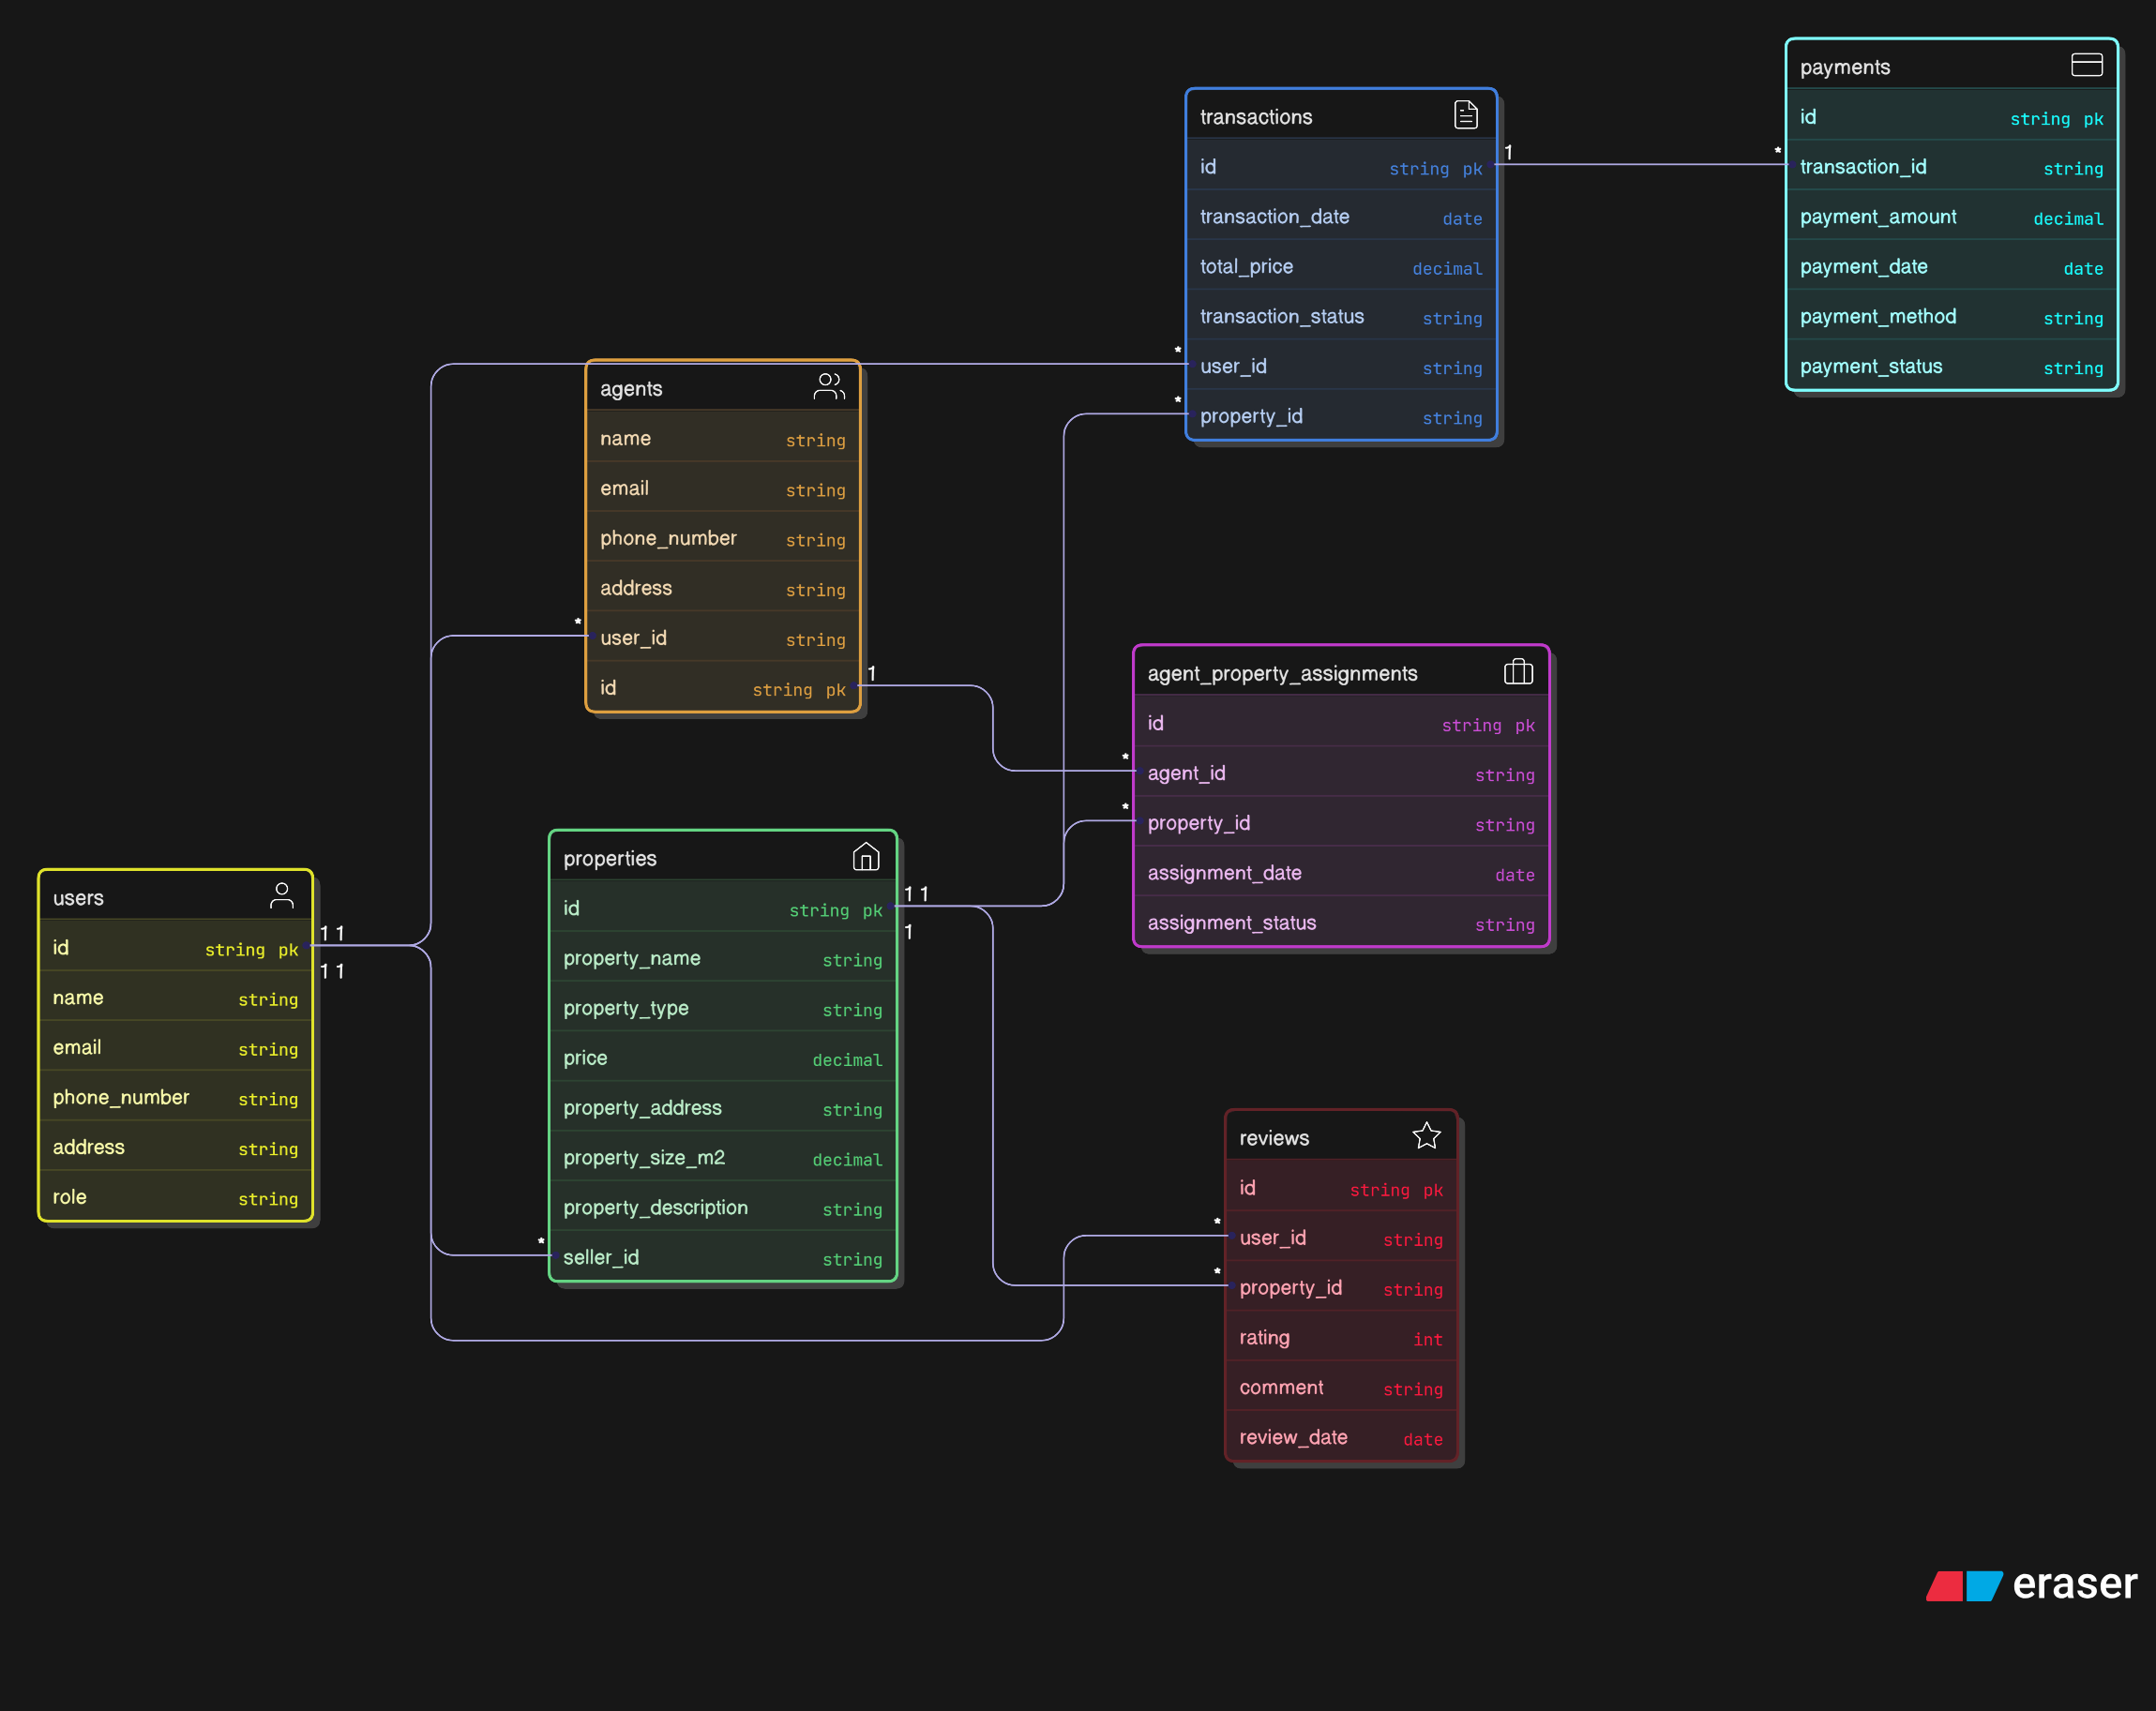 payments
id string pk
transaction_id string
payment_amount decimal
payment_date date
payment_method string
payment_status string
transactions
id string pk
transaction_date date
total_price decimal
transaction_status string
user_id string
property_id string
1
*
*
*
agents
name string
email string
phone_number string
address string
user_id string
id string pk
*
1
agent_property_assignments
id string pk
agent_id string
property_id string
assignment_date date
assignment_status string
*
*
properties
id string pk
property_name string
property_type string
price decimal
property_address string
property_size_m2 decimal
property_description string
seller_id string
1 1
1
*
users
id string pk
name string
email string
phone_number string
address string
role string
1 1
1 1
reviews
id string pk
user_id string
property_id string
rating int
comment string
review_date date
*
*
eraser